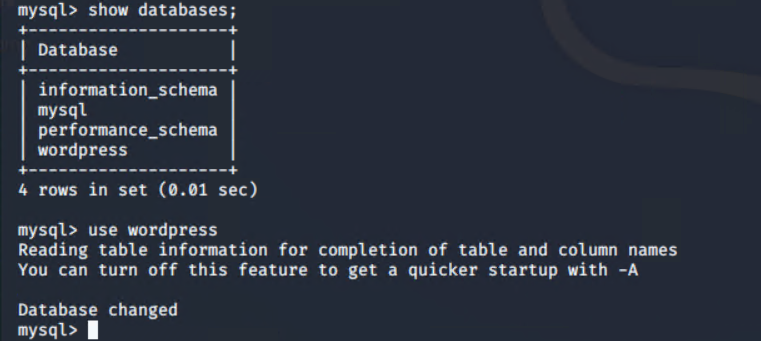 mysql> show databases;
+--------------------+
| Database           |
+--------------------+
| information_schema |
| mysql              |
| performance_schema |
| wordpress          |
+--------------------+
4 rows in set (0.01 sec)
mysql> use wordpress
Reading table information for completion of table and column names
You can turn off this feature to get a quicker startup with -A
Database changed
mysql>